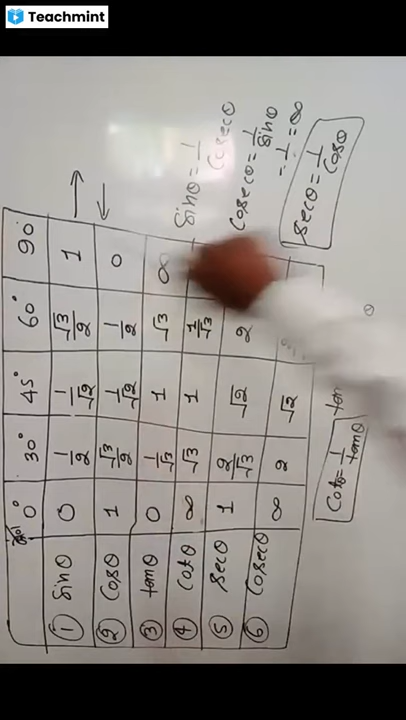 Teachmint
0° 30° 45° 60° 90°
① Sinθ 0 1/2 1/√2 √3/2 1 →
② Cosθ 1 √3/2 1/√2 1/2 0 ←
③ tanθ 0 1/√3 1 √3 ∞
④ Cotθ ∞ √3 1 1/√3
⑤ Secθ 1 2/√3 √2 2
⑥ Cosecθ ∞ 2 √2
Sinθ = 1/Cosecθ
Cosecθ = 1/Sinθ
= 1/ = ∞
Secθ = 1/Cosθ
Cotθ = 1/tanθ
tan
θ